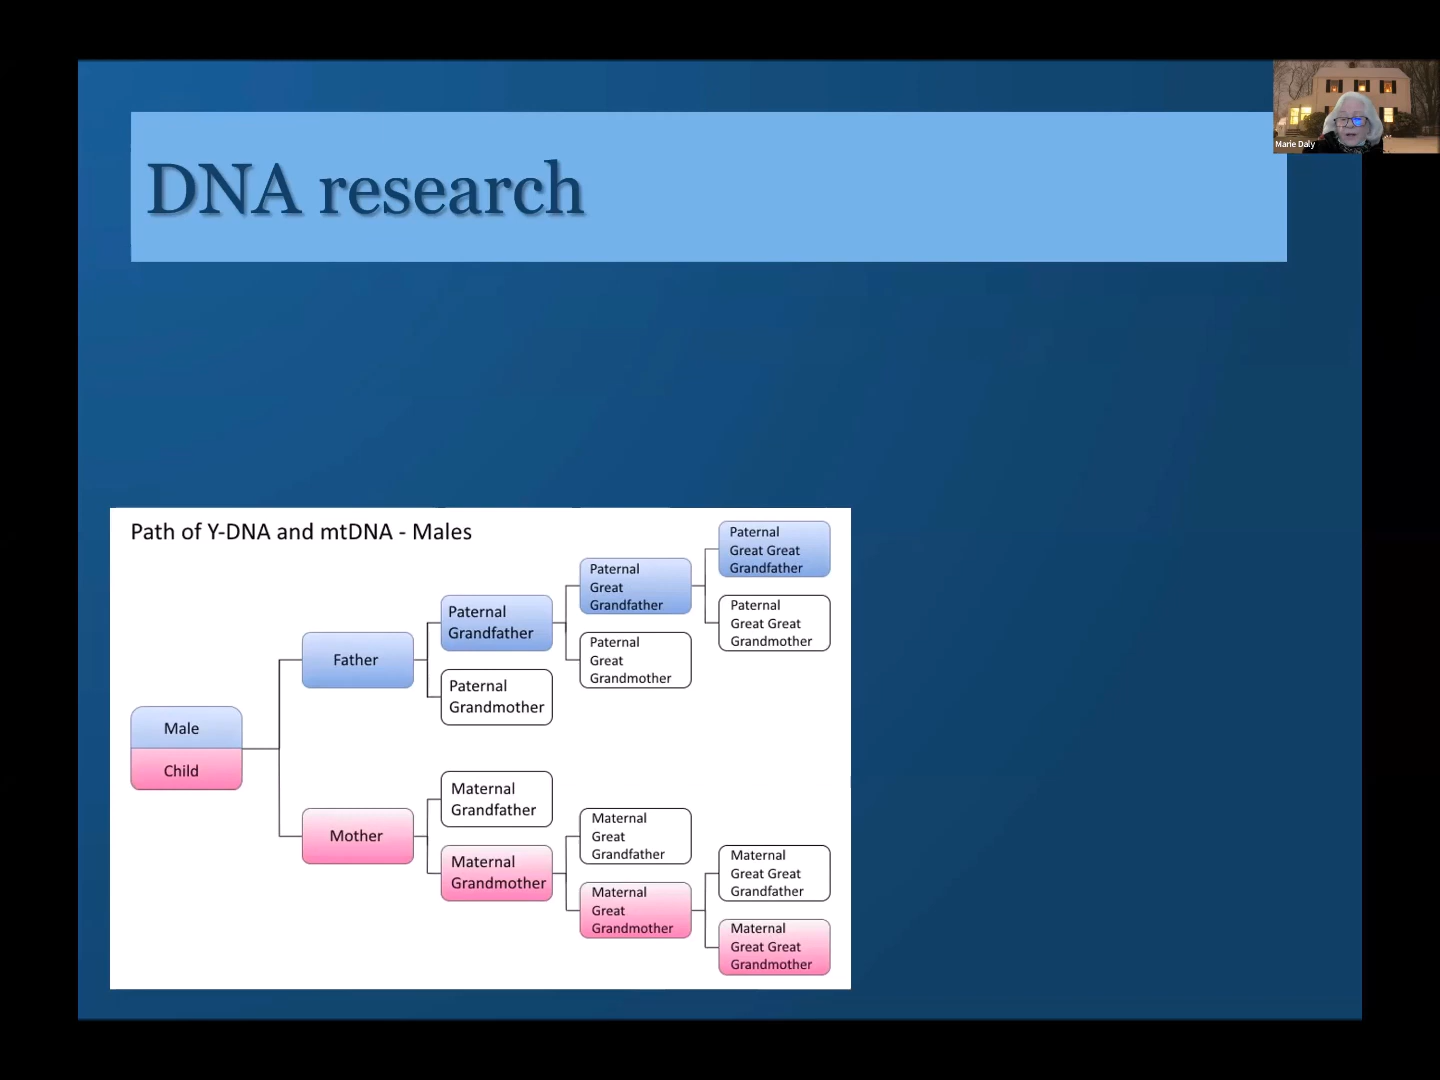 Marie Daly
DNA research
Path of Y-DNA and mtDNA - Males
Paternal
Great Great
Grandfather
Paternal
Great
Grandfather
Paternal
Grandfather
Paternal
Great Great
Grandmother
Father
Paternal
Great
Grandmother
Paternal
Grandmother
Male
Child
Maternal
Grandfather
Mother
Maternal
Great
Grandfather
Maternal
Grandmother
Maternal
Great Great
Grandfather
Maternal
Great
Grandmother
Maternal
Great Great
Grandmother